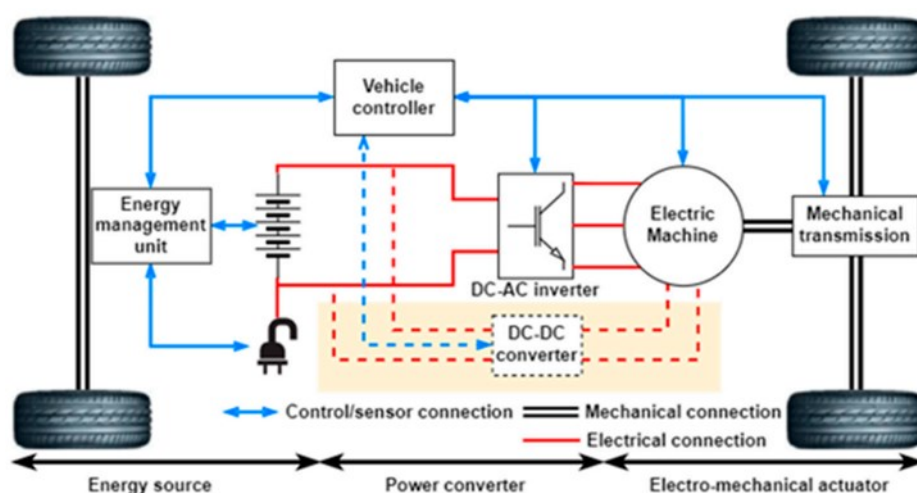 Vehicle
controller
Energy
management
unit
Electric
Machine
Mechanical
transmission
DC-AC inverter
DC-DC
converter
Control/sensor connection
Mechanical connection
Electrical connection
Energy source
Power converter
Electro-mechanical actuator